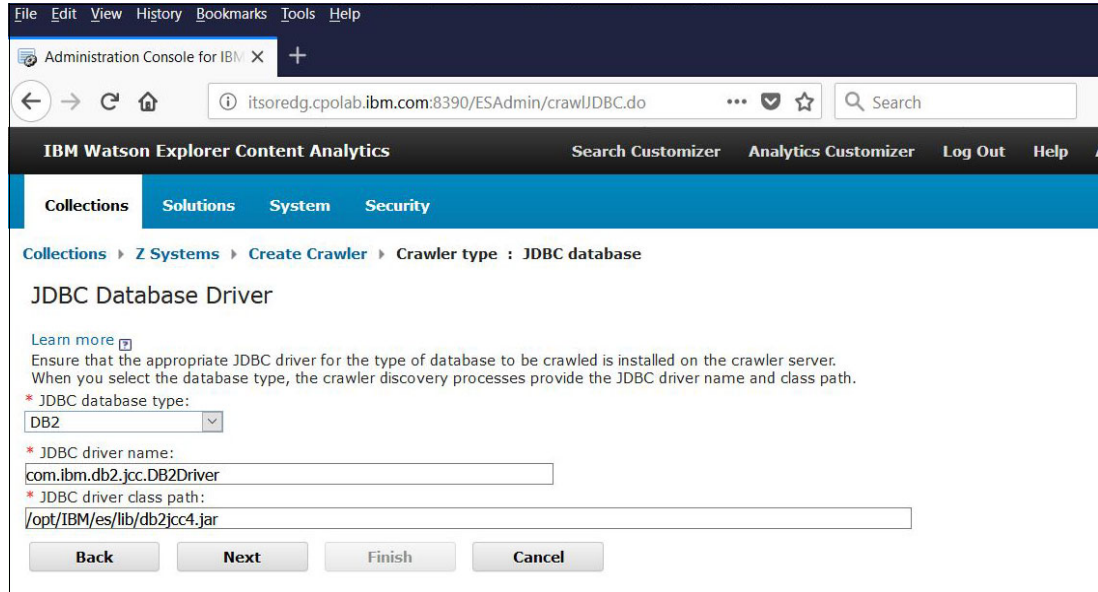 File Edit View History Bookmarks Tools Help
Administration Console for IBM
itsoredg.cpolab.ibm.com:8390/ESAdmin/crawlJDBC.do ••• Search
IBM Watson Explorer Content Analytics Search Customizer Analytics Customizer Log Out Help
Collections Solutions System Security
Collections Z Systems Create Crawler Crawler type : JDBC database
JDBC Database Driver
Learn more ?
Ensure that the appropriate JDBC driver for the type of database to be crawled is installed on the crawler server.
When you select the database type, the crawler discovery processes provide the JDBC driver name and class path.
* JDBC database type:
DB2
* JDBC driver name:
com.ibm.db2.jcc.DB2Driver
* JDBC driver class path:
/opt/IBM/es/lib/db2jcc4.jar
Back Next Finish Cancel